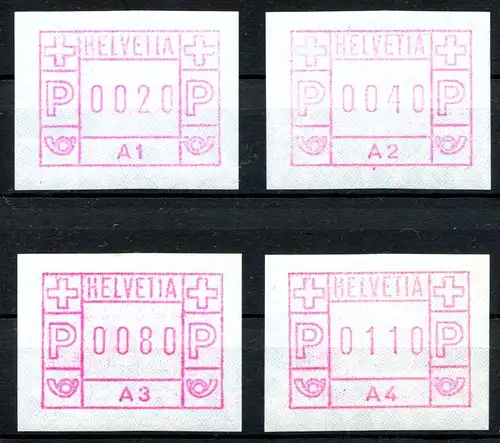 HELVETIA
P 0020 P
A1
HELVETIA
P 0040 P
A2
HELVETIA
P 0080 P
A3
HELVETIA
P 0110 P
A4